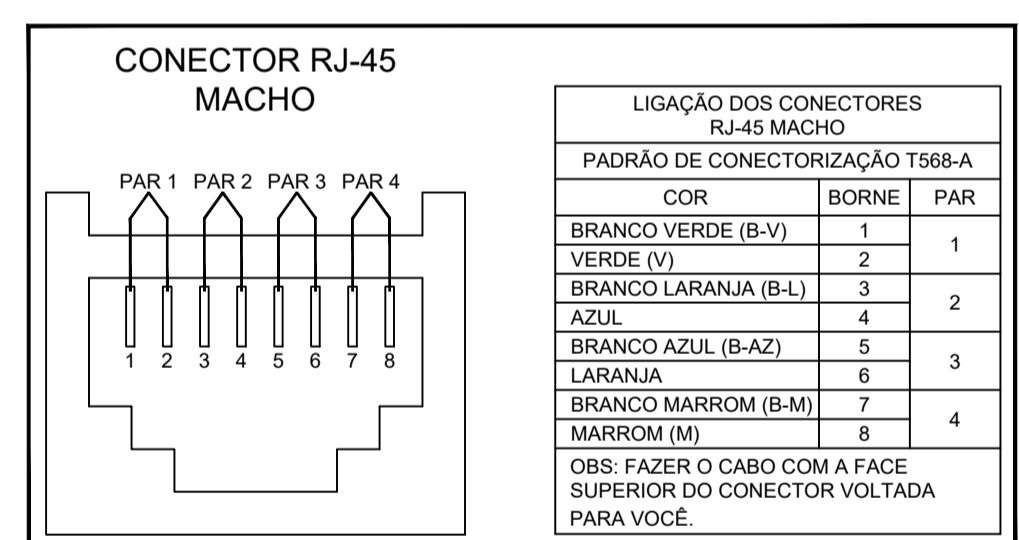 CONECTOR RJ-45
MACHO
PAR 1 PAR 2 PAR 3 PAR 4
1 2 3 4 5 6 7 8
LIGAÇÃO DOS CONECTORES
RJ-45 MACHO
PADRÃO DE CONECTORIZAÇÃO T568-A
COR BORNE PAR
BRANCO VERDE (B-V) 1
1
VERDE (V) 2
BRANCO LARANJA (B-L) 3
2
AZUL 4
BRANCO AZUL (B-AZ) 5
3
LARANJA 6
BRANCO MARROM (B-M) 7
4
MARROM (M) 8
OBS: FAZER O CABO COM A FACE
SUPERIOR DO CONECTOR VOLTADA
PARA VOCÊ.